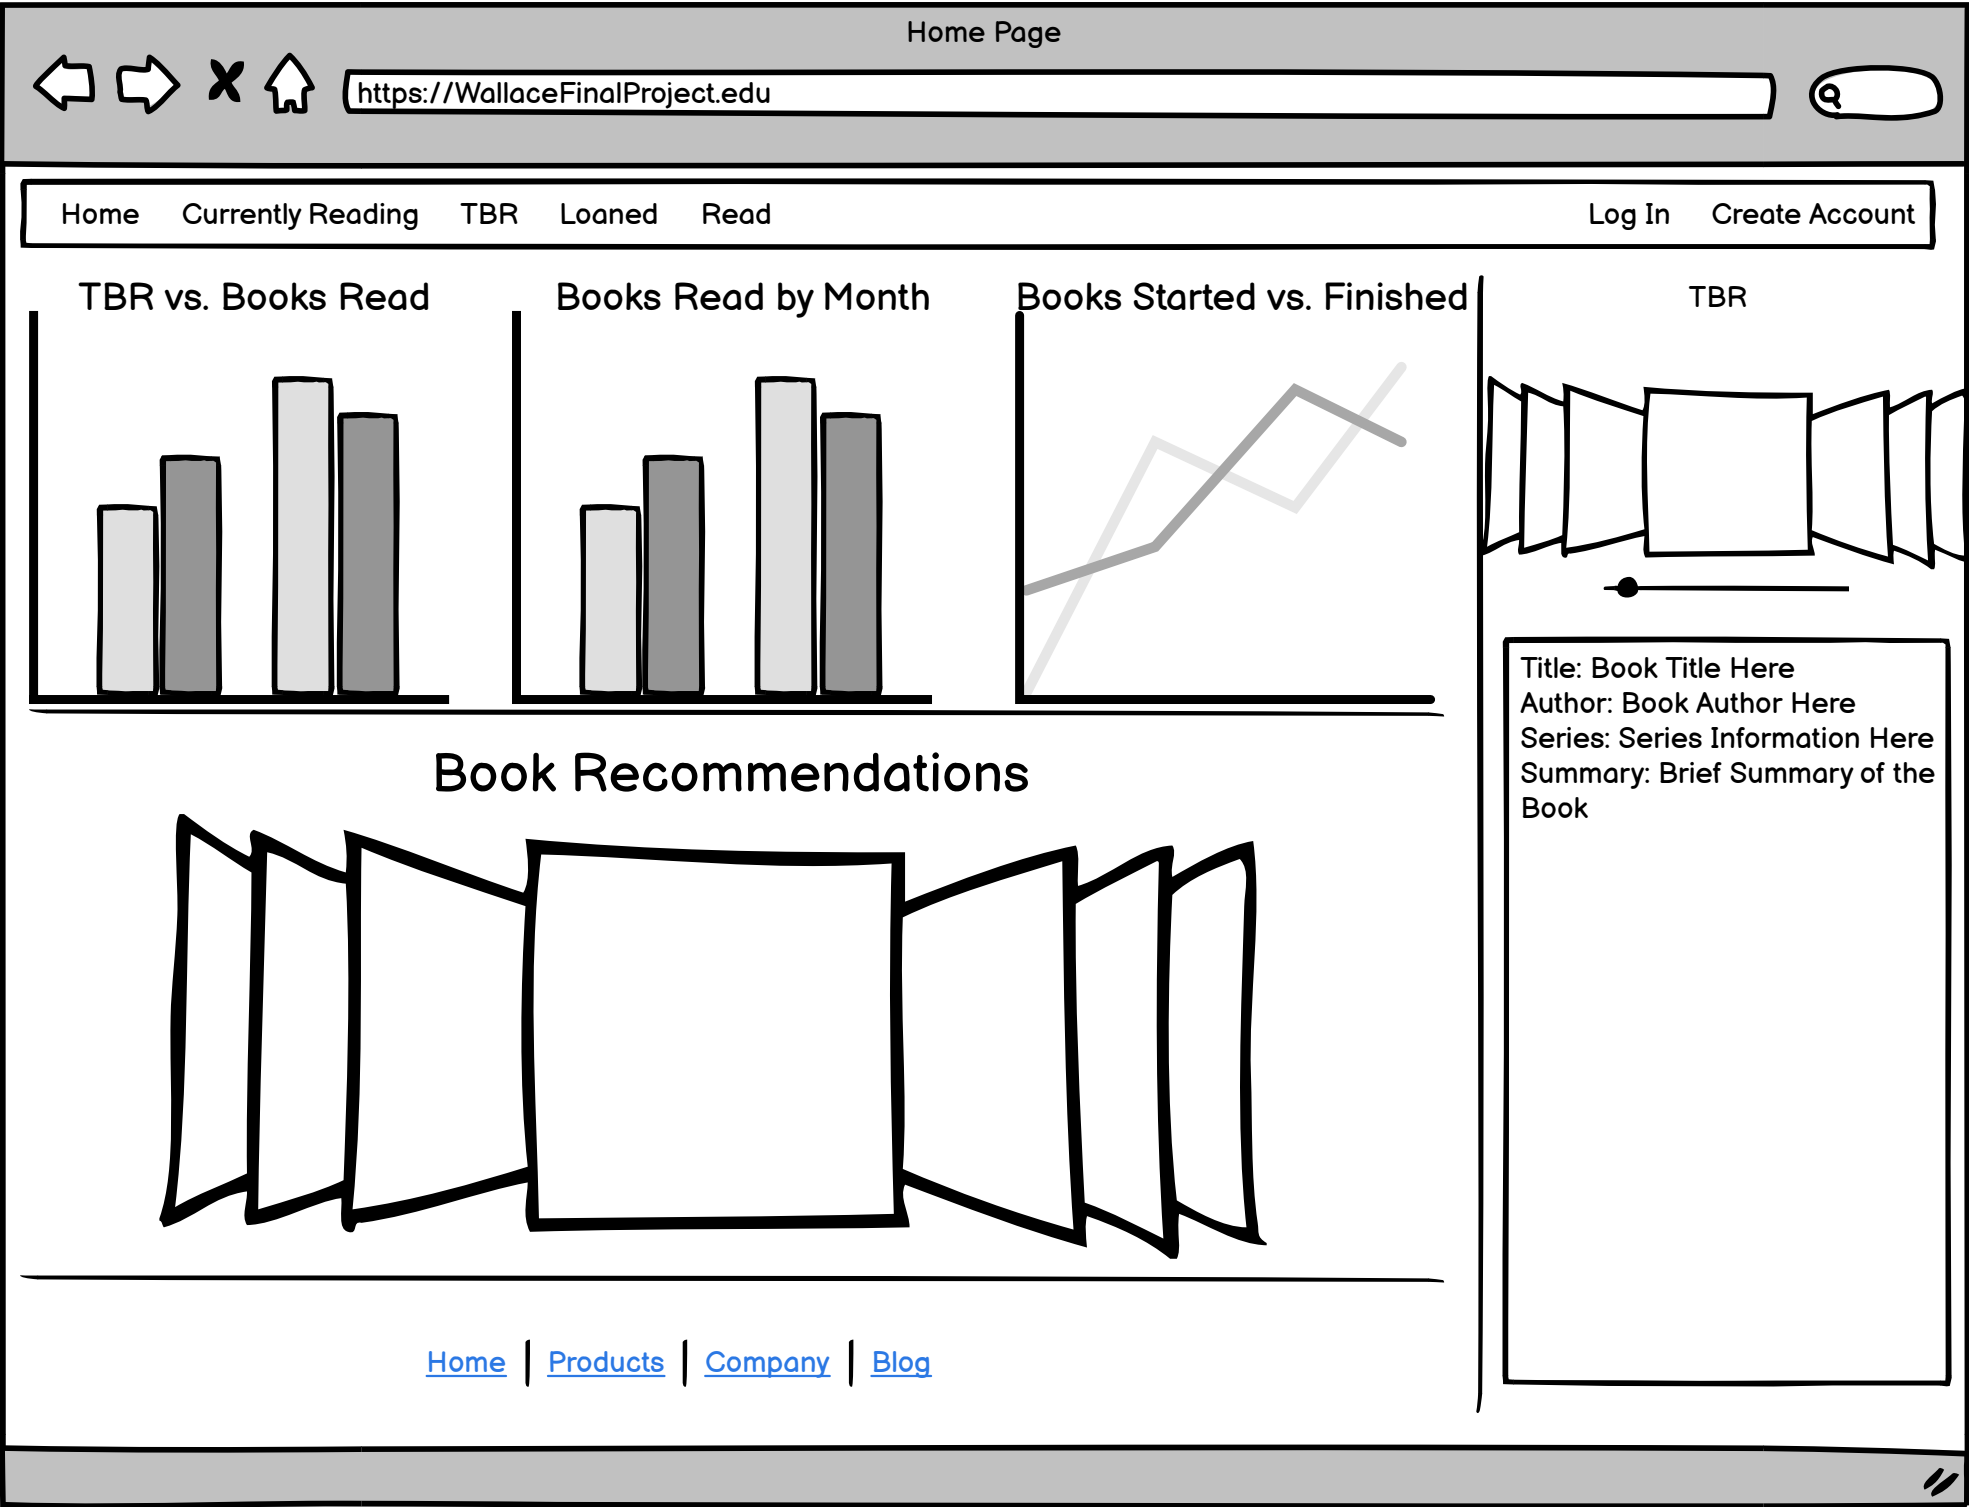 Home Page
https://WallaceFinalProject.edu
Home Currently Reading TBR Loaned Read Log In Create Account
TBR vs. Books Read
Books Read by Month
Books Started vs. Finished
TBR
Title: Book Title Here
Author: Book Author Here
Series: Series Information Here
Summary: Brief Summary of the
Book
Book Recommendations
Home Products Company Blog